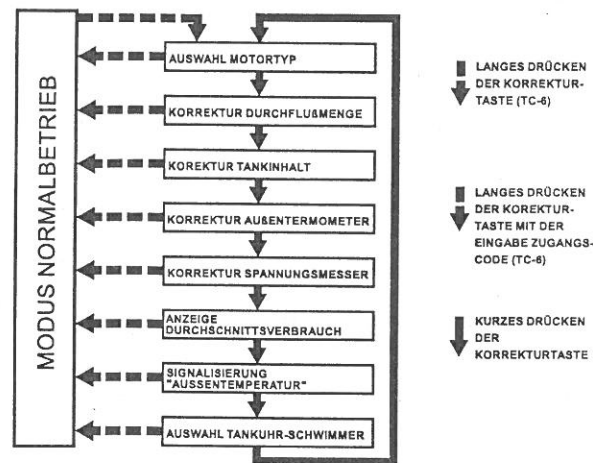 MODUS NORMALBETRIEB
AUSWAHL MOTORTYP
KORREKTUR DURCHFLUßMENGE
KOREKTUR TANKINHALT
KORREKTUR AUßENTERMOMETER
KORREKTUR SPANNUNGSMESSER
ANZEIGE
DURCHSCHNITTSVERBRAUCH
SIGNALISIERUNG
"AUSSENTEMPERATUR"
AUSWAHL TANKUHR-SCHWIMMER
LANGES DRÜCKEN
DER KORREKTUR-
TASTE (TC-6)
LANGES DRÜCKEN
DER KOREKTUR-
TASTE MIT DER
EINGABE ZUGANGS-
CODE (TC-6)
KURZES DRÜCKEN
DER
KORREKTURTASTE